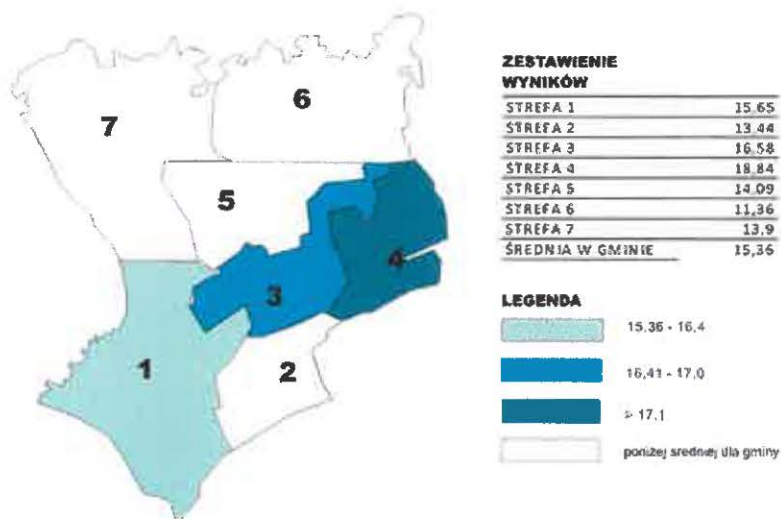 7
6
5
4
3
1
2
ZESTAWIENIE
WYNIKÓW
STREFA 1 15,65
STREFA 2 13,44
STREFA 3 16,58
STREFA 4 18,84
STREFA 5 14,09
STREFA 6 11,36
STREFA 7 13,9
ŚREDNIA W GMINIE 15,36
LEGENDA
15,36 - 16,4
16,41 - 17,0
> 17,1
poniżej średniej dla gminy